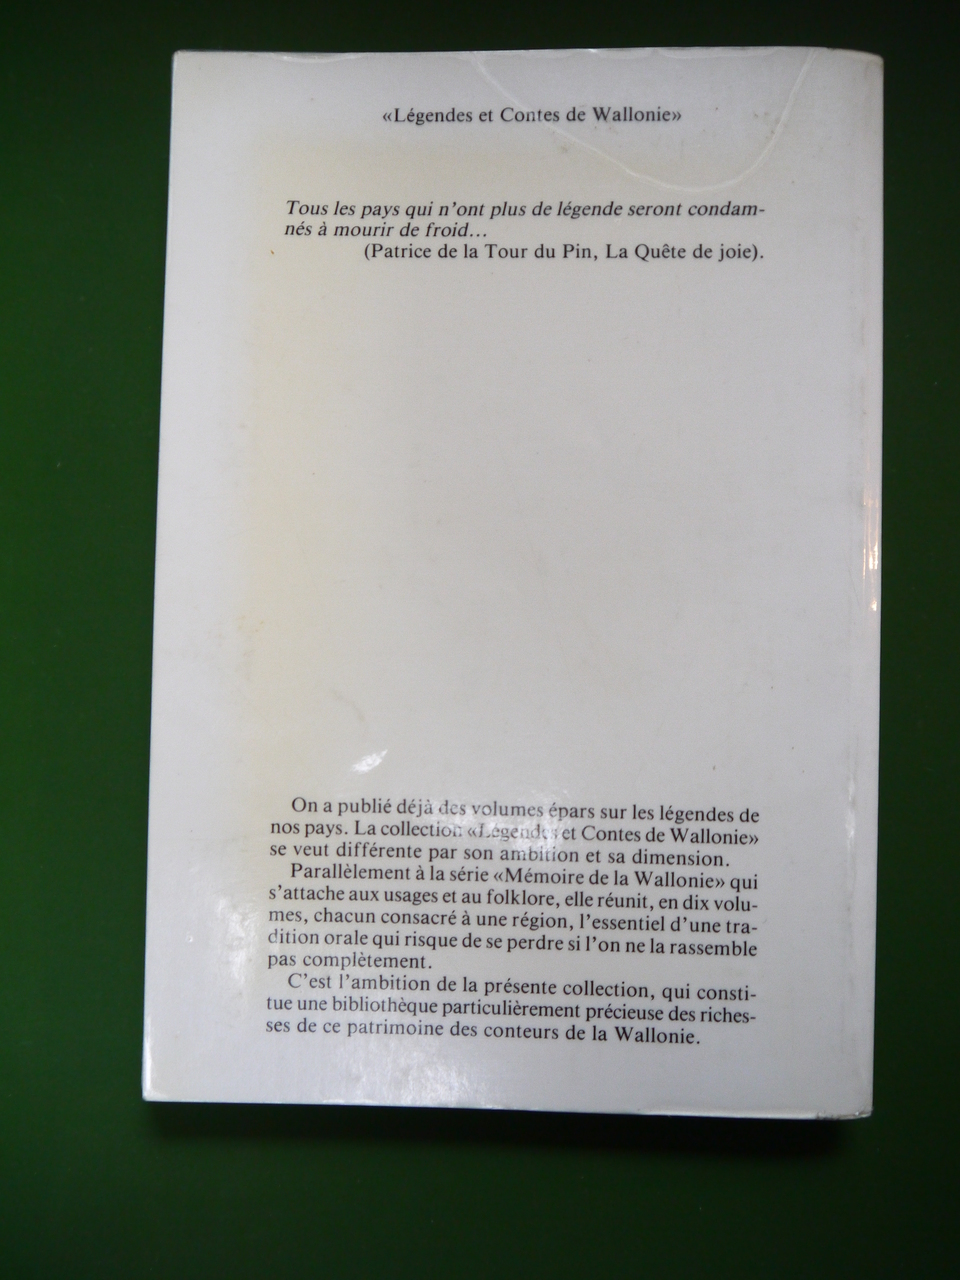 «Légendes et Contes de Wallonie»
Tous les pays qui n'ont plus de légende seront condam-
nés à mourir de froid...
(Patrice de la Tour du Pin, La Quête de joie).
On a publié déjà des volumes épars sur les légendes de
nos pays. La collection «Légendes et Contes de Wallonie»
se veut différente par son ambition et sa dimension.
Parallèlement à la série «Mémoire de la Wallonie» qui
s'attache aux usages et au folklore, elle réunit, en dix volu-
mes, chacun consacré à une région, l'essentiel d'une tra-
dition orale qui risque de se perdre si l'on ne la rassemble
pas complètement.
C'est l'ambition de la présente collection, qui consti-
tue une bibliothèque particulièrement précieuse des riches-
ses de ce patrimoine des conteurs de la Wallonie.